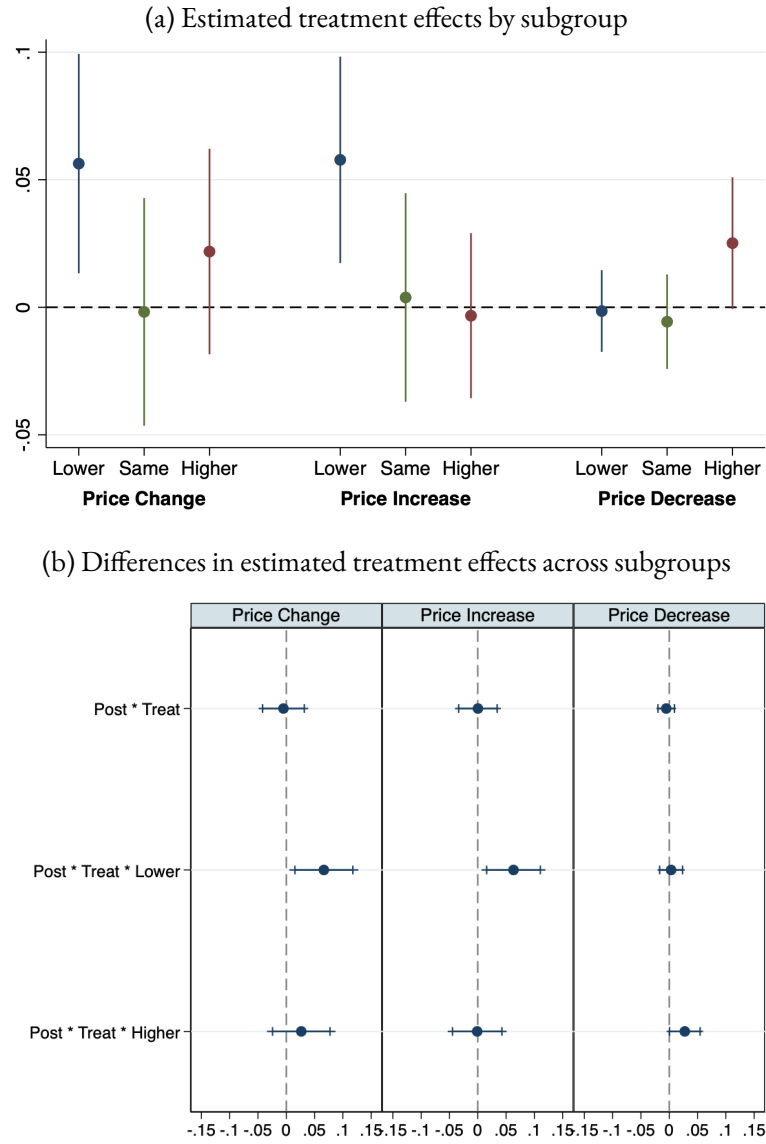 (a) Estimated treatment effects by subgroup
.1
.05
0
-.05
Lower Same Higher Lower Same Higher Lower Same Higher
Price Change Price Increase Price Decrease
(b) Differences in estimated treatment effects across subgroups
Price Change Price Increase Price Decrease
Post * Treat
Post * Treat * Lower
Post * Treat * Higher
-.15 -.1 -.05 0 .05 .1 .15 -.15 -.1 -.05 0 .05 .1 .15 -.15 -.1 -.05 0 .05 .1 .15